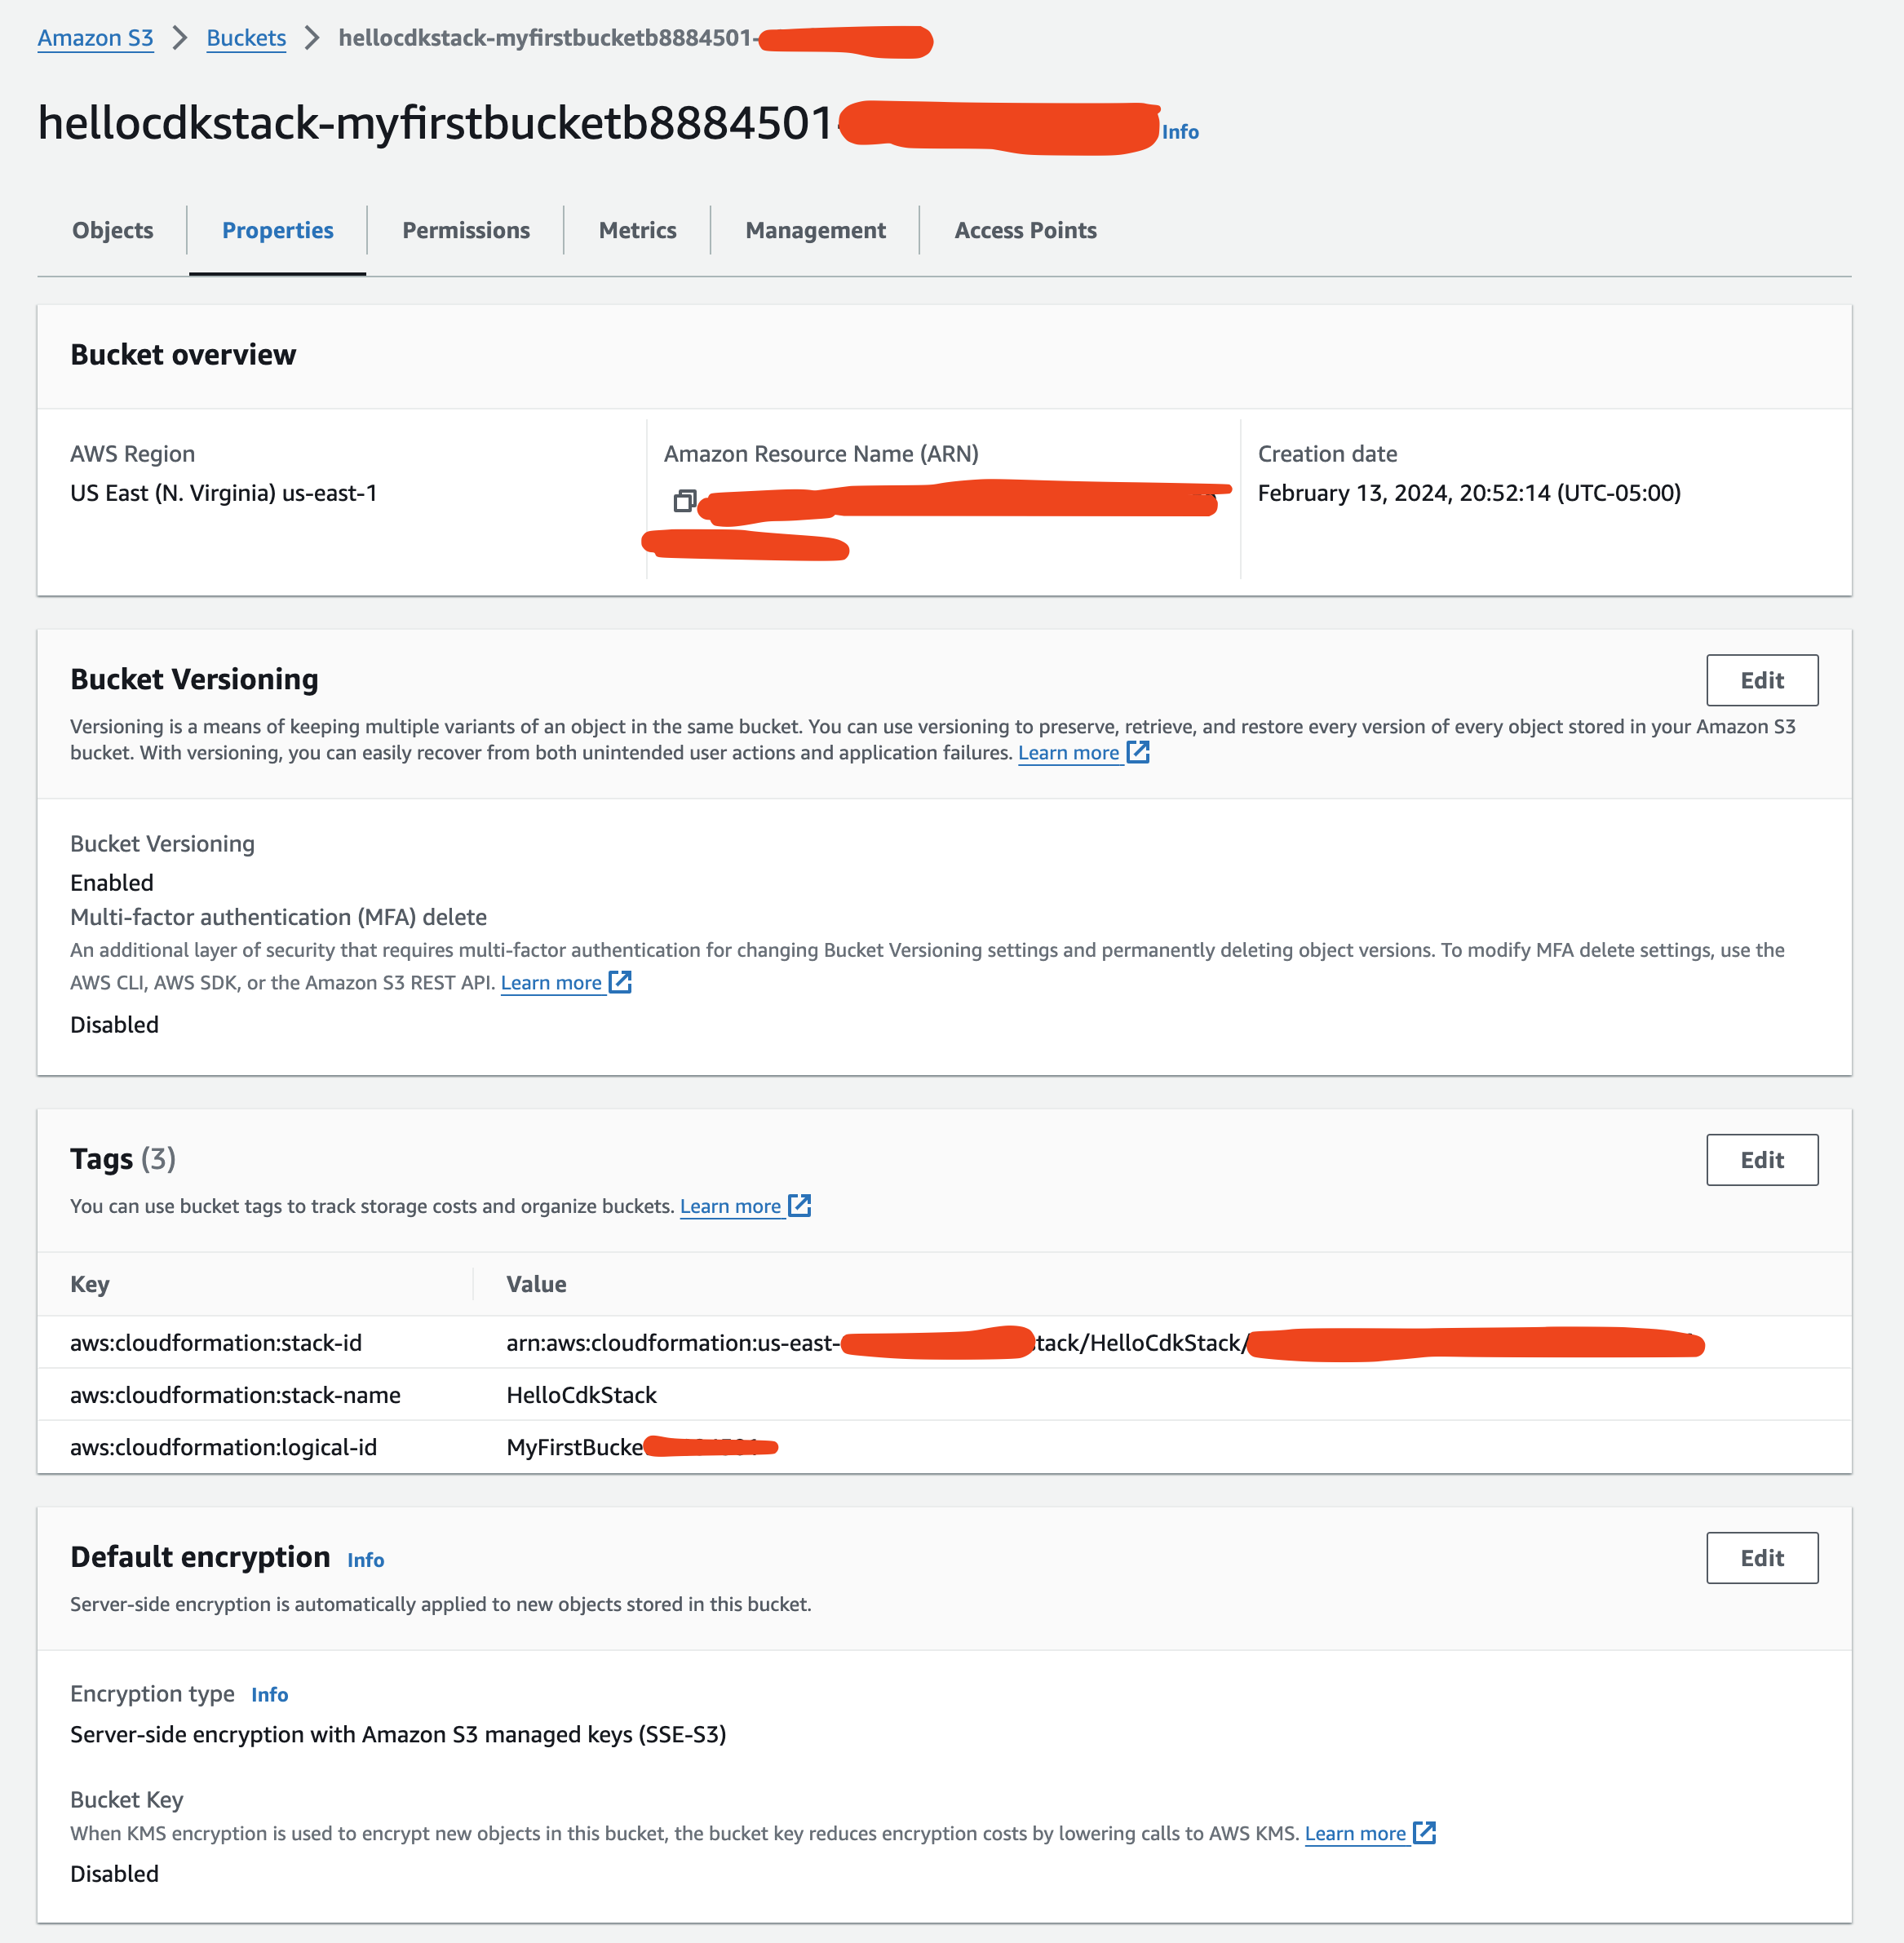 Amazon S3 > Buckets > hellocdkstack-myfirstbucketb8884501-
hellocdkstack-myfirstbucketb8884501- Info
Objects Properties Permissions Metrics Management Access Points
Bucket overview
AWS Region
US East (N. Virginia) us-east-1
Amazon Resource Name (ARN)
Creation date
February 13, 2024, 20:52:14 (UTC-05:00)
Bucket Versioning
Edit
Versioning is a means of keeping multiple variants of an object in the same bucket. You can use versioning to preserve, retrieve, and restore every version of every object stored in your Amazon S3
bucket. With versioning, you can easily recover from both unintended user actions and application failures. Learn more
Bucket Versioning
Enabled
Multi-factor authentication (MFA) delete
An additional layer of security that requires multi-factor authentication for changing Bucket Versioning settings and permanently deleting object versions. To modify MFA delete settings, use the
AWS CLI, AWS SDK, or the Amazon S3 REST API. Learn more
Disabled
Tags (3)
Edit
You can use bucket tags to track storage costs and organize buckets. Learn more
Key Value
aws:cloudformation:stack-id arn:aws:cloudformation:us-east- tack/HelloCdkStack/
aws:cloudformation:stack-name HelloCdkStack
aws:cloudformation:logical-id MyFirstBucke
Default encryption Info
Edit
Server-side encryption is automatically applied to new objects stored in this bucket.
Encryption type Info
Server-side encryption with Amazon S3 managed keys (SSE-S3)
Bucket Key
When KMS encryption is used to encrypt new objects in this bucket, the bucket key reduces encryption costs by lowering calls to AWS KMS. Learn more
Disabled